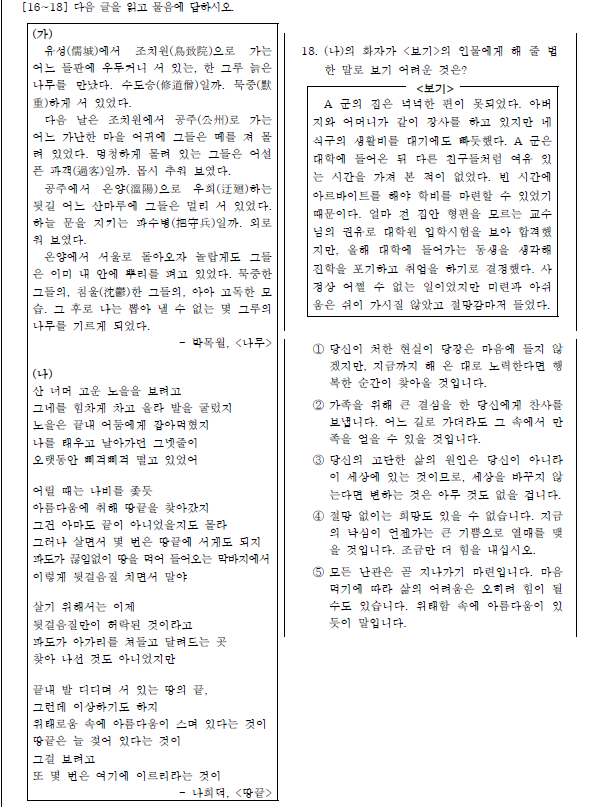 [16~18] 다음 글을 읽고 물음에 답하시오.
(가)
유성(儒城)에서 조치원(鳥致院)으로 가는
어느 들판에 우두커니 서 있는, 한 그루 늙은
나무를 만났다. 수도승(修道僧)일까. 묵중(默
重)하게 서 있었다.
다음 날은 조치원에서 공주(公州)로 가는
어느 가난한 마을 어귀에 그들은 떼를 져 몰
려 있었다. 멍청하게 몰려 있는 그들은 어설
픈 과객(過客)일까. 몹시 추워 보였다.
공주에서 온양(溫陽)으로 우회(迂廻)하는
뒷길 어느 산마루에 그들은 멀리 서 있었다.
하늘 문을 지키는 파수병(把守兵)일까. 외로
워 보였다.
온양에서 서울로 돌아오자 놀랍게도 그들
은 이미 내 안에 뿌리를 펴고 있었다. 묵중한
그들의, 침울(沈鬱)한 그들의, 아아 고독한 모
습. 그 후로 나는 뽑아 낼 수 없는 몇 그루의
나무를 기르게 되었다.
- 박목월, <나무>
(나)
산 너머 고운 노을을 보려고
그네를 힘차게 차고 올라 발을 굴렀지
노을은 끝내 어둠에게 잡아먹혔지
나를 태우고 날아가던 그넷줄이
오랫동안 삐걱삐걱 떨고 있었어
어릴 때는 나비를 좇듯
아름다움에 취해 땅끝을 찾아갔지
그건 아마도 끝이 아니었을지도 몰라
그러나 살면서 몇 번은 땅끝에 서게도 되지
파도가 끊임없이 땅을 먹어 들어오는 막바지에서
이렇게 뒷걸음질 치면서 말야
살기 위해서는 이제
뒷걸음질만이 허락된 것이라고
파도가 아가리를 쳐들고 달려드는 곳
찾아 나선 것도 아니었지만
끝내 발 디디며 서 있는 땅의 끝,
그런데 이상하기도 하지
위태로움 속에 아름다움이 스며 있다는 것이
땅끝은 늘 젖어 있다는 것이
그걸 보려고
또 몇 번은 여기에 이르리라는 것이
- 나희덕, <땅끝>
18. (나)의 화자가 <보기>의 인물에게 해 줄 법
한 말로 보기 어려운 것은?
<보기>
A 군의 집은 넉넉한 편이 못되었다. 아버
지와 어머니가 같이 장사를 하고 있지만 네
식구의 생활비를 대기에도 빠듯했다. A 군은
대학에 들어온 뒤 다른 친구들처럼 여유 있
는 시간을 가져 본 적이 없었다. 빈 시간에
아르바이트를 해야 학비를 마련할 수 있었기
때문이다. 얼마 전 집안 형편을 모르는 교수
님의 권유로 대학원 입학시험을 보아 합격했
지만, 올해 대학에 들어가는 동생을 생각해
진학을 포기하고 취업을 하기로 결정했다. 사
정상 어쩔 수 없는 일이었지만 미련과 아쉬
움은 쉬이 가시질 않았고 절망감마저 들었다.
① 당신이 처한 현실이 당장은 마음에 들지 않
겠지만, 지금까지 해 온 대로 노력한다면 행
복한 순간이 찾아올 것입니다.
② 가족을 위해 큰 결심을 한 당신에게 찬사를
보냅니다. 어느 길로 가더라도 그 속에서 만
족을 얻을 수 있을 것입니다.
③ 당신의 고단한 삶의 원인은 당신이 아니라
이 세상에 있는 것이므로, 세상을 바꾸지 않
는다면 변하는 것은 아무 것도 없을 겁니다.
④ 절망 없이는 희망도 있을 수 없습니다. 지금
의 낙심이 언젠가는 큰 기쁨으로 열매를 맺
을 것입니다. 조금만 더 힘을 내십시오.
⑤ 모든 난관은 곧 지나가기 마련입니다. 마음
먹기에 따라 삶의 어려움은 오히려 힘이 될
수도 있습니다. 위태함 속에 아름다움이 있
듯이 말입니다.